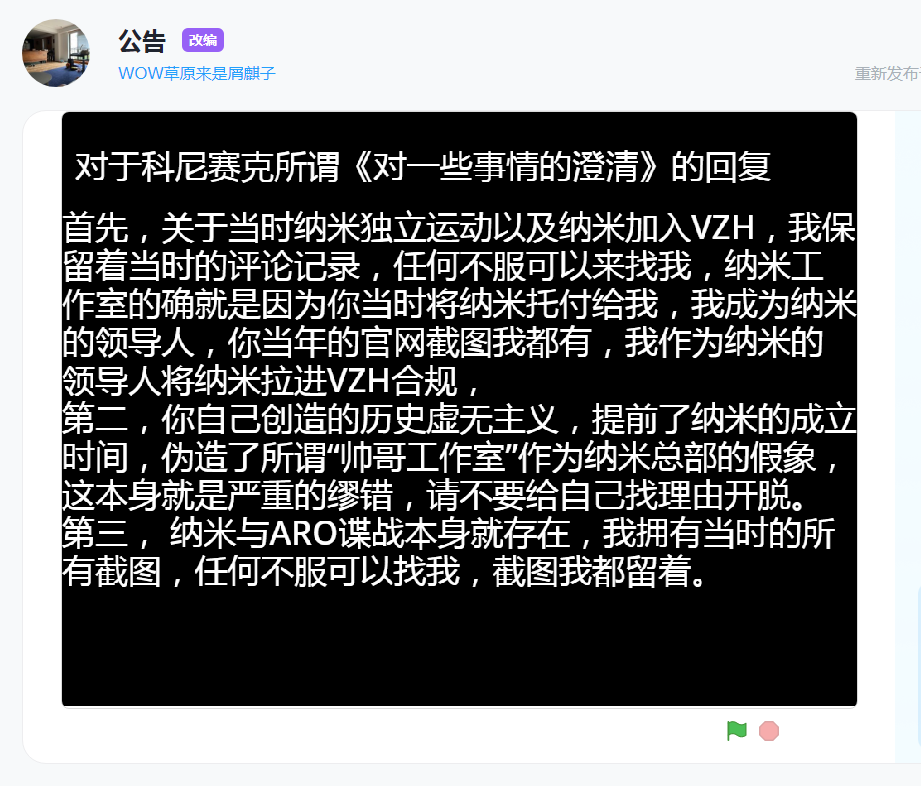 公告 改编
WOW草原来是屑麒子
重新发布
对于科尼赛克所谓《对一些事情的澄清》的回复
首先，关于当时纳米独立运动以及纳米加入VZH，我保
留着当时的评论记录，任何不服可以来找我，纳米工
作室的确就是因为你当时将纳米托付给我，我成为纳米
的领导人，你当年的官网截图我都有，我作为纳米的
领导人将纳米拉进VZH合规，
第二，你自己创造的历史虚无主义，提前了纳米的成立
时间，伪造了所谓“帅哥工作室”作为纳米总部的假象，
这本身就是严重的缪错，请不要给自己找理由开脱。
第三， 纳米与ARO谍战本身就存在，我拥有当时的所
有截图，任何不服可以找我，截图我都留着。